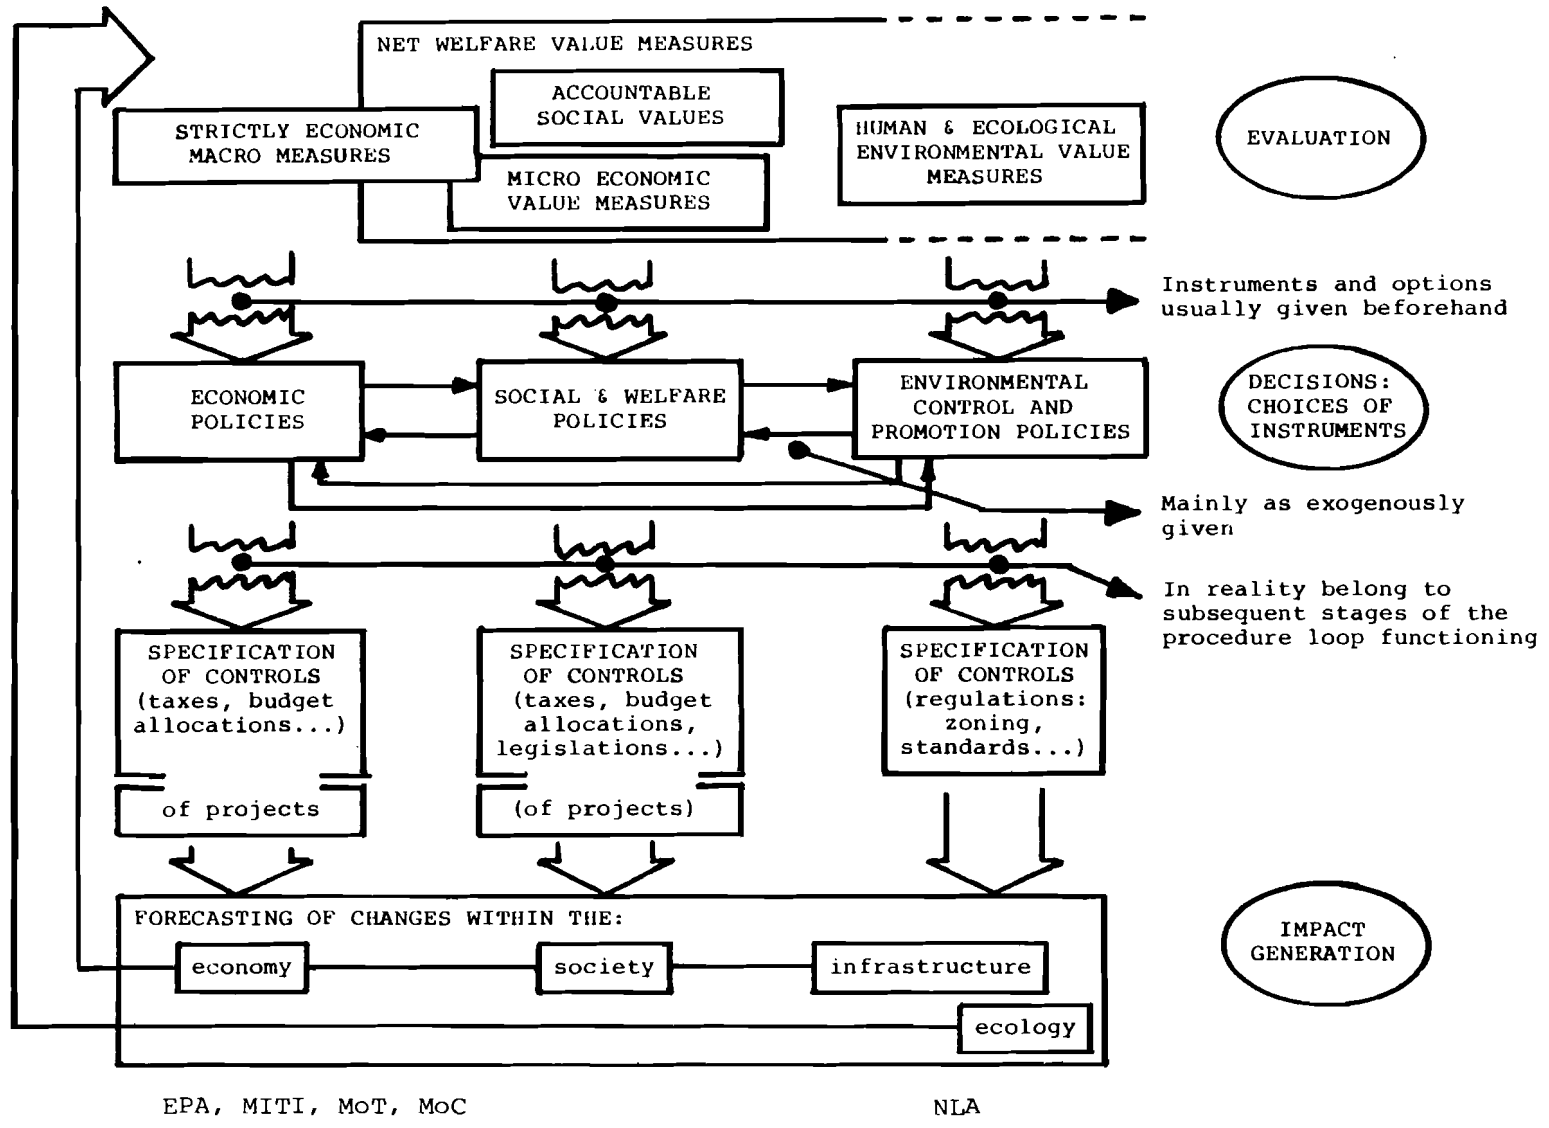 NET WELFARE VALUE MEASURES
ACCOUNTABLE
SOCIAL VALUES
STRICTLY ECONOMIC
MACRO MEASURES
HUMAN & ECOLOGICAL
ENVIRONMENTAL VALUE
MEASURES
EVALUATION
MICRO ECONOMIC
VALUE MEASURES
Instruments and options
usually given beforehand
ECONOMIC
POLICIES
SOCIAL & WELFARE
POLICIES
ENVIRONMENTAL
CONTROL AND
PROMOTION POLICIES
DECISIONS:
CHOICES OF
INSTRUMENTS
Mainly as exogenously
given
In reality belong to
subsequent stages of the
procedure loop functioning
SPECIFICATION
OF CONTROLS
(taxes, budget
allocations...)
of projects
SPECIFICATION
OF CONTROLS
(taxes, budget
allocations,
legislations...)
(of projects)
SPECIFICATION
OF CONTROLS
(regulations:
zoning,
standards...)
FORECASTING OF CHANGES WITHIN THE:
economy
society
infrastructure
ecology
IMPACT
GENERATION
EPA, MITI, MoT, MoC
NLA